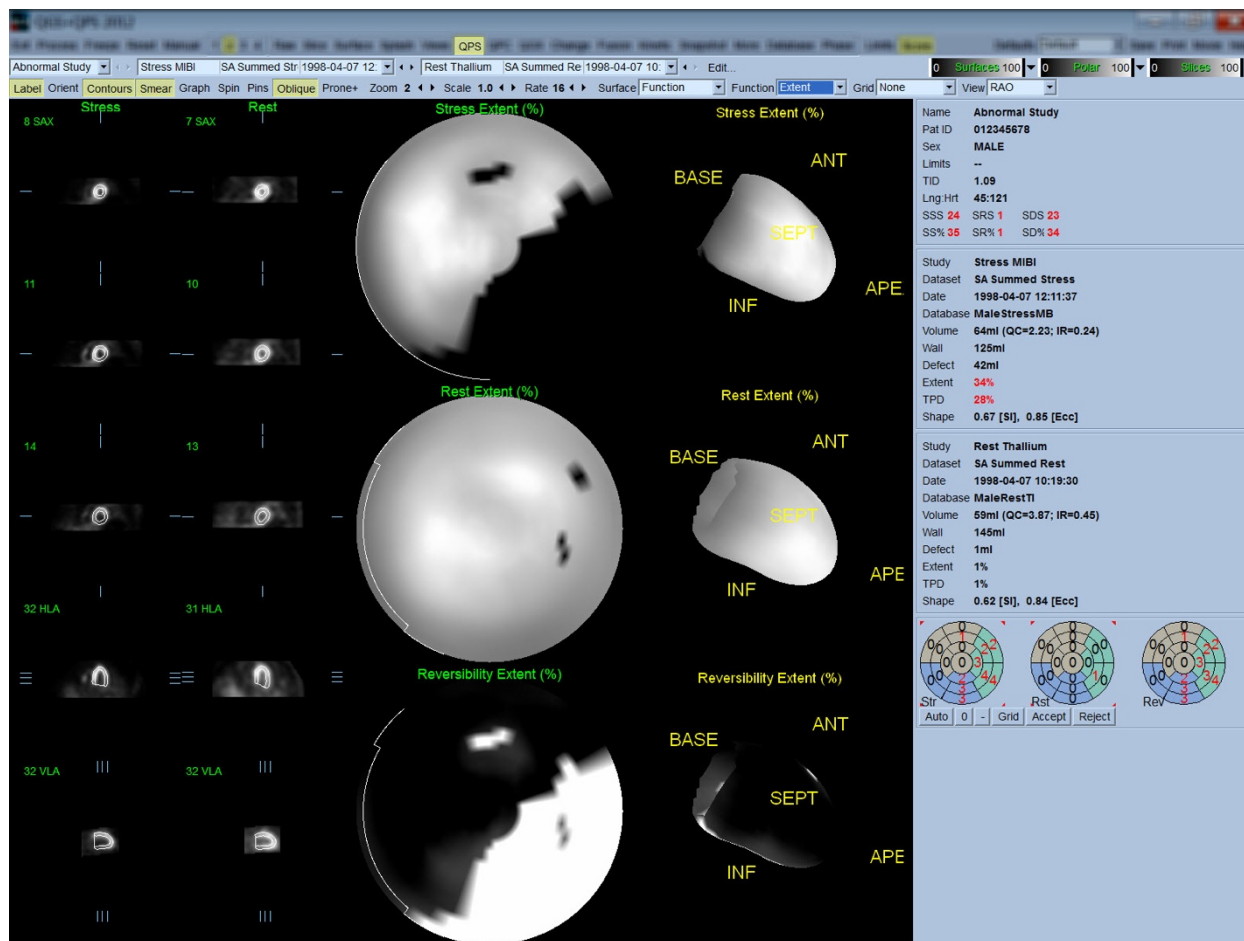 QGS+QPS 2012
QPS
Abnormal Study Stress MIBI SA Summed Str 1998-04-07 12: Rest Thallium SA Summed Re 1998-04-07 10: Edit... 0 Surfaces 100 0 Polar 100 0 Slices 100
Label Orient Contours Smear Graph Spin Pins Oblique Prone+ Zoom 2 Scale 1.0 Rate 16 Surface Function Function Extent Grid None View RAO
Stress Rest
8 SAX 7 SAX
11 10
14 13
32 HLA 31 HLA
32 VLA 32 VLA
Stress Extent (%)
Rest Extent (%)
Reversibility Extent (%)
Stress Extent (%)
ANT
BASE
SEPT
APE
INF
Rest Extent (%)
ANT
BASE
SEPT
APE
INF
Reversibility Extent (%)
ANT
BASE
SEPT
APE
INF
Name Abnormal Study
Pat ID 012345678
Sex MALE
Limits --
TID 1.09
Lng:Hrt 45:121
SSS 24 SRS 1 SDS 23
SS% 35 SR% 1 SD% 34
Study Stress MIBI
Dataset SA Summed Stress
Date 1998-04-07 12:11:37
Database MaleStressMB
Volume 64ml (QC=2.23; IR=0.24)
Wall 125ml
Defect 42ml
Extent 34%
TPD 28%
Shape 0.67 [SI], 0.85 [Ecc]
Study Rest Thallium
Dataset SA Summed Rest
Date 1998-04-07 10:19:30
Database MaleRestTl
Volume 59ml (QC=3.87; IR=0.45)
Wall 145ml
Defect 1ml
Extent 1%
TPD 1%
Shape 0.62 [SI], 0.84 [Ecc]
Str Rst Rev
Auto 0 - Grid Accept Reject